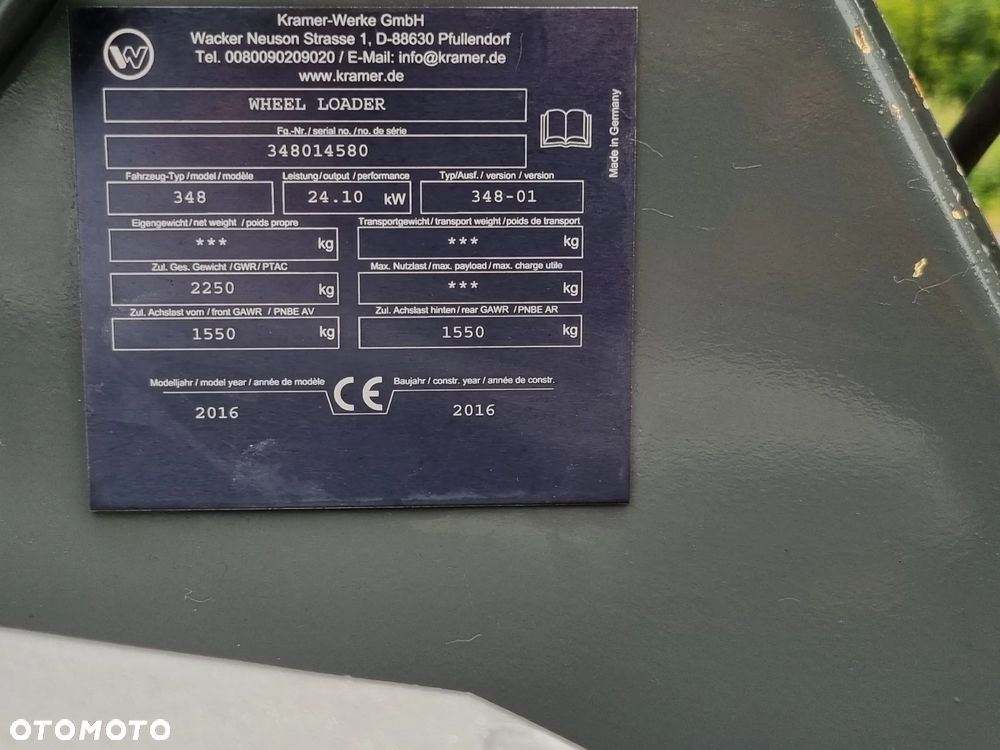 Kramer-Werke GmbH
Wacker Neuson Strasse 1, D-88630 Pfullendorf
Tel. 0080090209020 / E-Mail: info@kramer.de
www.kramer.de
WHEEL LOADER
Made in Germany
Fg.-Nr./ serial no. /no. de série
348014580
Fahrzeug-Typ / model / modèle Leistung/output / performance Typ/Ausf. / version / version
348 24.10 kW 348-01
Eigengewicht / net weight / poids propre Transportgewicht / transport weight / poids de transport
*** kg *** kg
Zul. Ges. Gewicht / GWR/ PTAC Max. Nutzlast / max. payload / max. charge utile
2250 kg *** kg
Zul. Achslast vorn / front GAWR / PNBE AV Zul. Achslast hinten / rear GAWR / PNBE AR
1550 kg 1550 kg
Modelljahr / model year / année de modèle CE Baujahr / constr. year / année de constr.
2016 2016
OTOMOTO